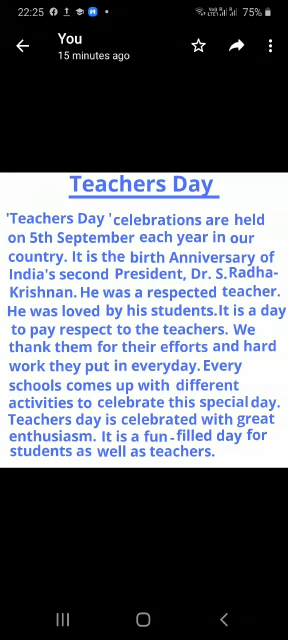 22:25
75%
You
15 minutes ago
Teachers Day
'Teachers Day 'celebrations are held
on 5th September each year in our
country. It is the birth Anniversary of
India's second President, Dr. S.Radha-
Krishnan. He was a respected teacher.
He was loved by his students.It is a day
to pay respect to the teachers. We
thank them for their efforts and hard
work they put in everyday. Every
schools comes up with different
activities to celebrate this special day.
Teachers day is celebrated with great
enthusiasm. It is a fun-filled day for
students as well as teachers.